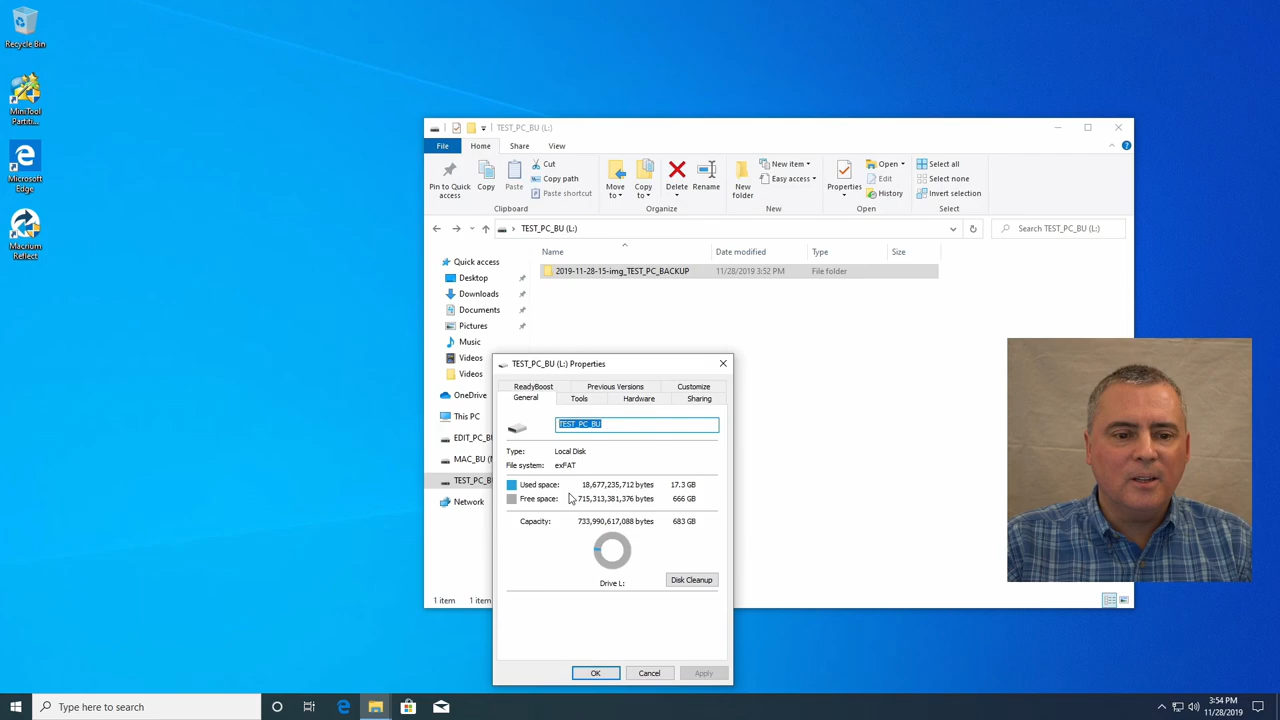 Recycle Bin
MiniTool
Partiti...
Microsoft
Edge
Macrium
Reflect
TEST_PC_BU (L:)
File
Home
Share
View
Pin to Quick
access
Copy
Paste
Cut
Copy path
Paste shortcut
Clipboard
Move
to
Copy
to
Delete
Rename
Organize
New
folder
New item
Easy access
New
Properties
Open
Edit
History
Open
Select all
Select none
Invert selection
Select
TEST_PC_BU (L:)
Search TEST_PC_BU (L:)
Name
Date modified
Type
Size
2019-11-28-15-img_TEST_PC_BACKUP
11/28/2019 3:52 PM
File folder
Quick access
Desktop
Downloads
Documents
Pictures
Music
Videos
Videos
OneDrive
This PC
EDIT_PC_BU
MAC_BU (M
TEST_PC_BU
Network
1 item
1 item
TEST_PC_BU (L:) Properties
ReadyBoost
Previous Versions
Customize
General
Tools
Hardware
Sharing
TEST_PC_BU
Type: Local Disk
File system: exFAT
Used space: 18,677,235,712 bytes 17.3 GB
Free space: 715,313,381,376 bytes 666 GB
Capacity: 733,990,617,088 bytes 683 GB
Drive L:
Disk Cleanup
OK
Cancel
Apply
Type here to search
3:54 PM
11/28/2019